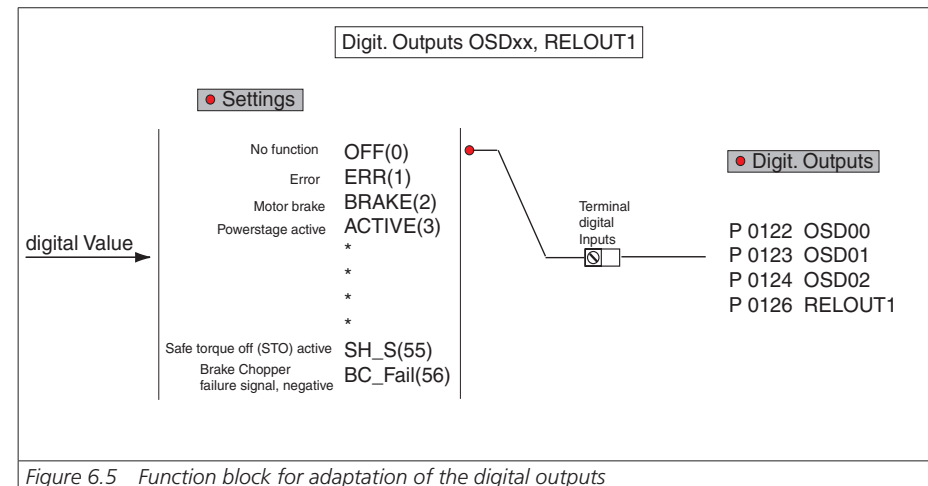 Digit. Outputs OSDxx, RELOUT1
Settings
No function OFF(0)
Error ERR(1)
Motor brake BRAKE(2)
Powerstage active ACTIVE(3)
*
*
*
*
Safe torque off (STO) active SH_S(55)
Brake Chopper
failure signal, negative BC_Fail(56)
digital Value
Terminal
digital
Inputs
Digit. Outputs
P 0122 OSD00
P 0123 OSD01
P 0124 OSD02
P 0126 RELOUT1
Figure 6.5 Function block for adaptation of the digital outputs